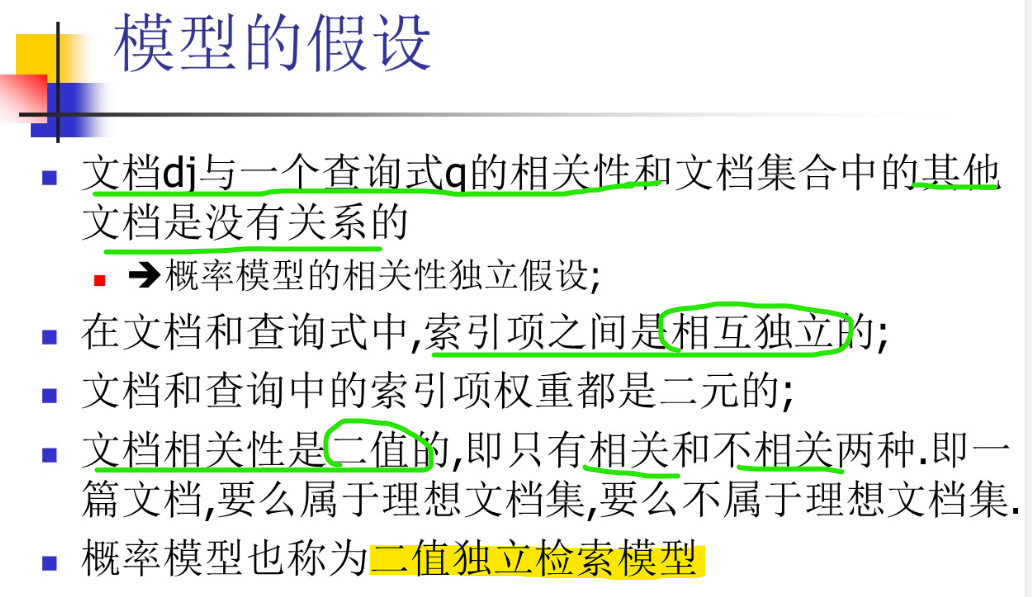 模型的假设
文档dj与一个查询式q的相关性和文档集合中的其他
文档是没有关系的
➔概率模型的相关性独立假设;
在文档和查询式中,索引项之间是相互独立的;
文档和查询中的索引项权重都是二元的;
文档相关性是二值的,即只有相关和不相关两种.即一
篇文档,要么属于理想文档集,要么不属于理想文档集.
概率模型也称为二值独立检索模型